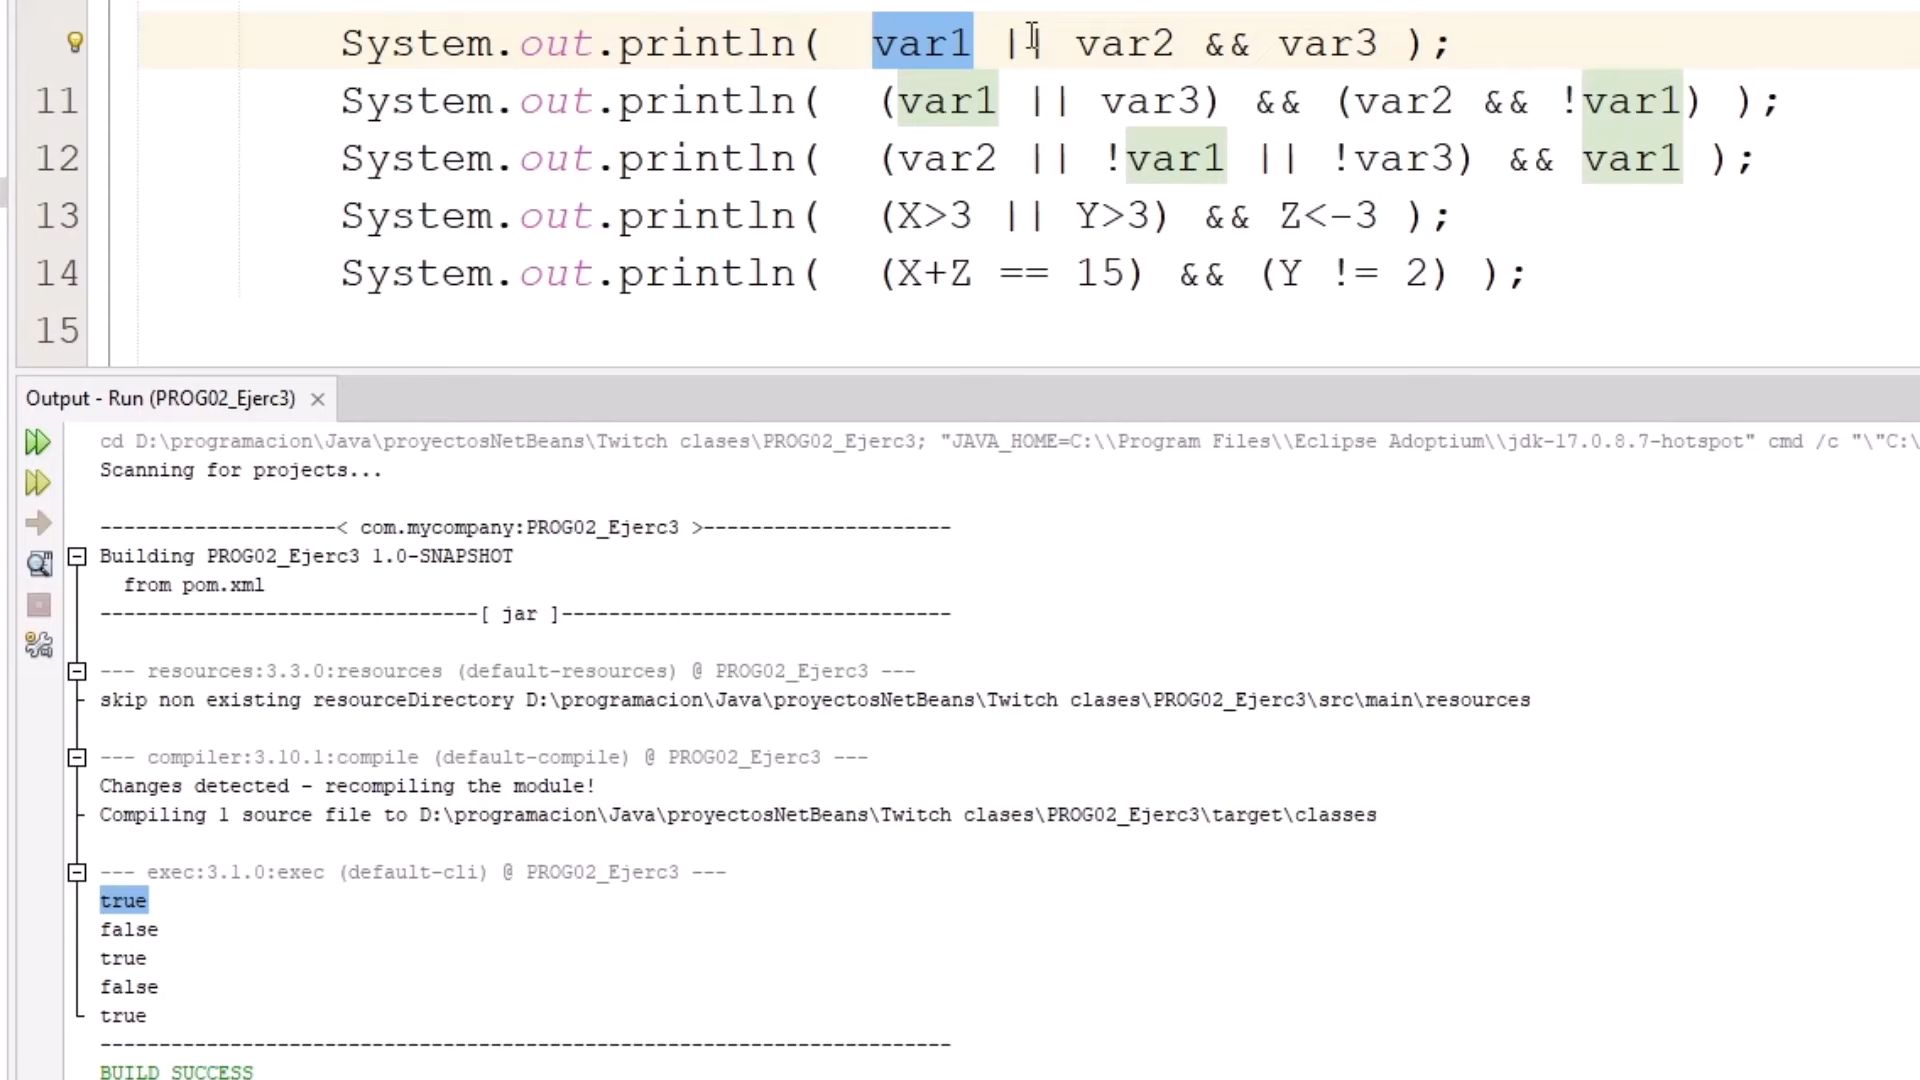 System.out.println(  var1 || var2 && var3 );
11 System.out.println(  (var1 || var3) && (var2 && !var1) );
12 System.out.println(  (var2 || !var1 || !var3) && var1 );
13 System.out.println(  (X>3 || Y>3) && Z<-3 );
14 System.out.println(  (X+Z == 15) && (Y != 2) );
15
Output - Run (PROG02_Ejerc3)
cd D:\programacion\Java\proyectosNetBeans\Twitch clases\PROG02_Ejerc3; "JAVA_HOME=C:\\Program Files\\Eclipse Adoptium\\jdk-17.0.8.7-hotspot" cmd /c "\"C:\
Scanning for projects...
--------------------< com.mycompany:PROG02_Ejerc3 >---------------------
Building PROG02_Ejerc3 1.0-SNAPSHOT
from pom.xml
--------------------------------[ jar ]---------------------------------
--- resources:3.3.0:resources (default-resources) @ PROG02_Ejerc3 ---
skip non existing resourceDirectory D:\programacion\Java\proyectosNetBeans\Twitch clases\PROG02_Ejerc3\src\main\resources
--- compiler:3.10.1:compile (default-compile) @ PROG02_Ejerc3 ---
Changes detected - recompiling the module!
Compiling 1 source file to D:\programacion\Java\proyectosNetBeans\Twitch clases\PROG02_Ejerc3\target\classes
--- exec:3.1.0:exec (default-cli) @ PROG02_Ejerc3 ---
true
false
true
false
true
------------------------------------------------------------------------
BUILD SUCCESS